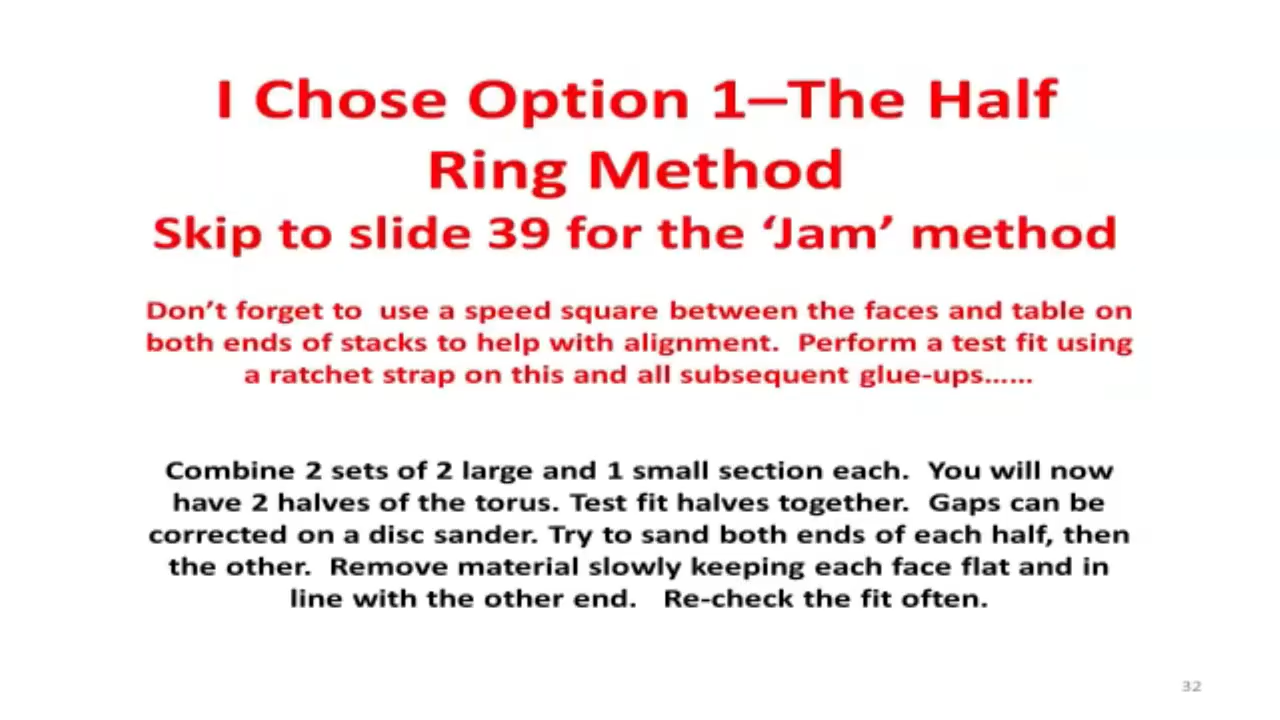 I Chose Option 1–The Half
Ring Method
Skip to slide 39 for the ‘Jam’ method
Don’t forget to  use a speed square between the faces and table on
both ends of stacks to help with alignment.  Perform a test fit using
a ratchet strap on this and all subsequent glue-ups……
Combine 2 sets of 2 large and 1 small section each.  You will now
have 2 halves of the torus. Test fit halves together.  Gaps can be
corrected on a disc sander. Try to sand both ends of each half, then
the other.  Remove material slowly keeping each face flat and in
line with the other end.   Re-check the fit often.
32